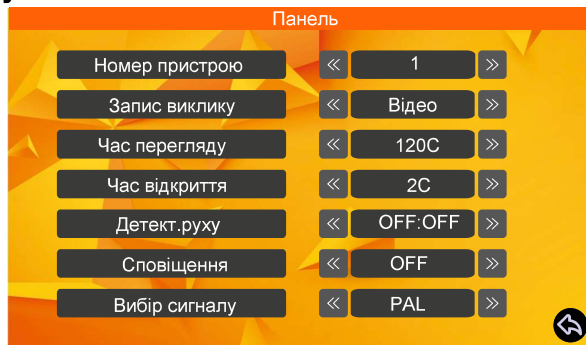 Панель
Номер пристрою « 1 »
Запис виклику « Відео »
Час перегляду « 120С »
Час відкриття « 2С »
Детект.руху « OFF:OFF »
Сповіщення « OFF »
Вибір сигналу « PAL »